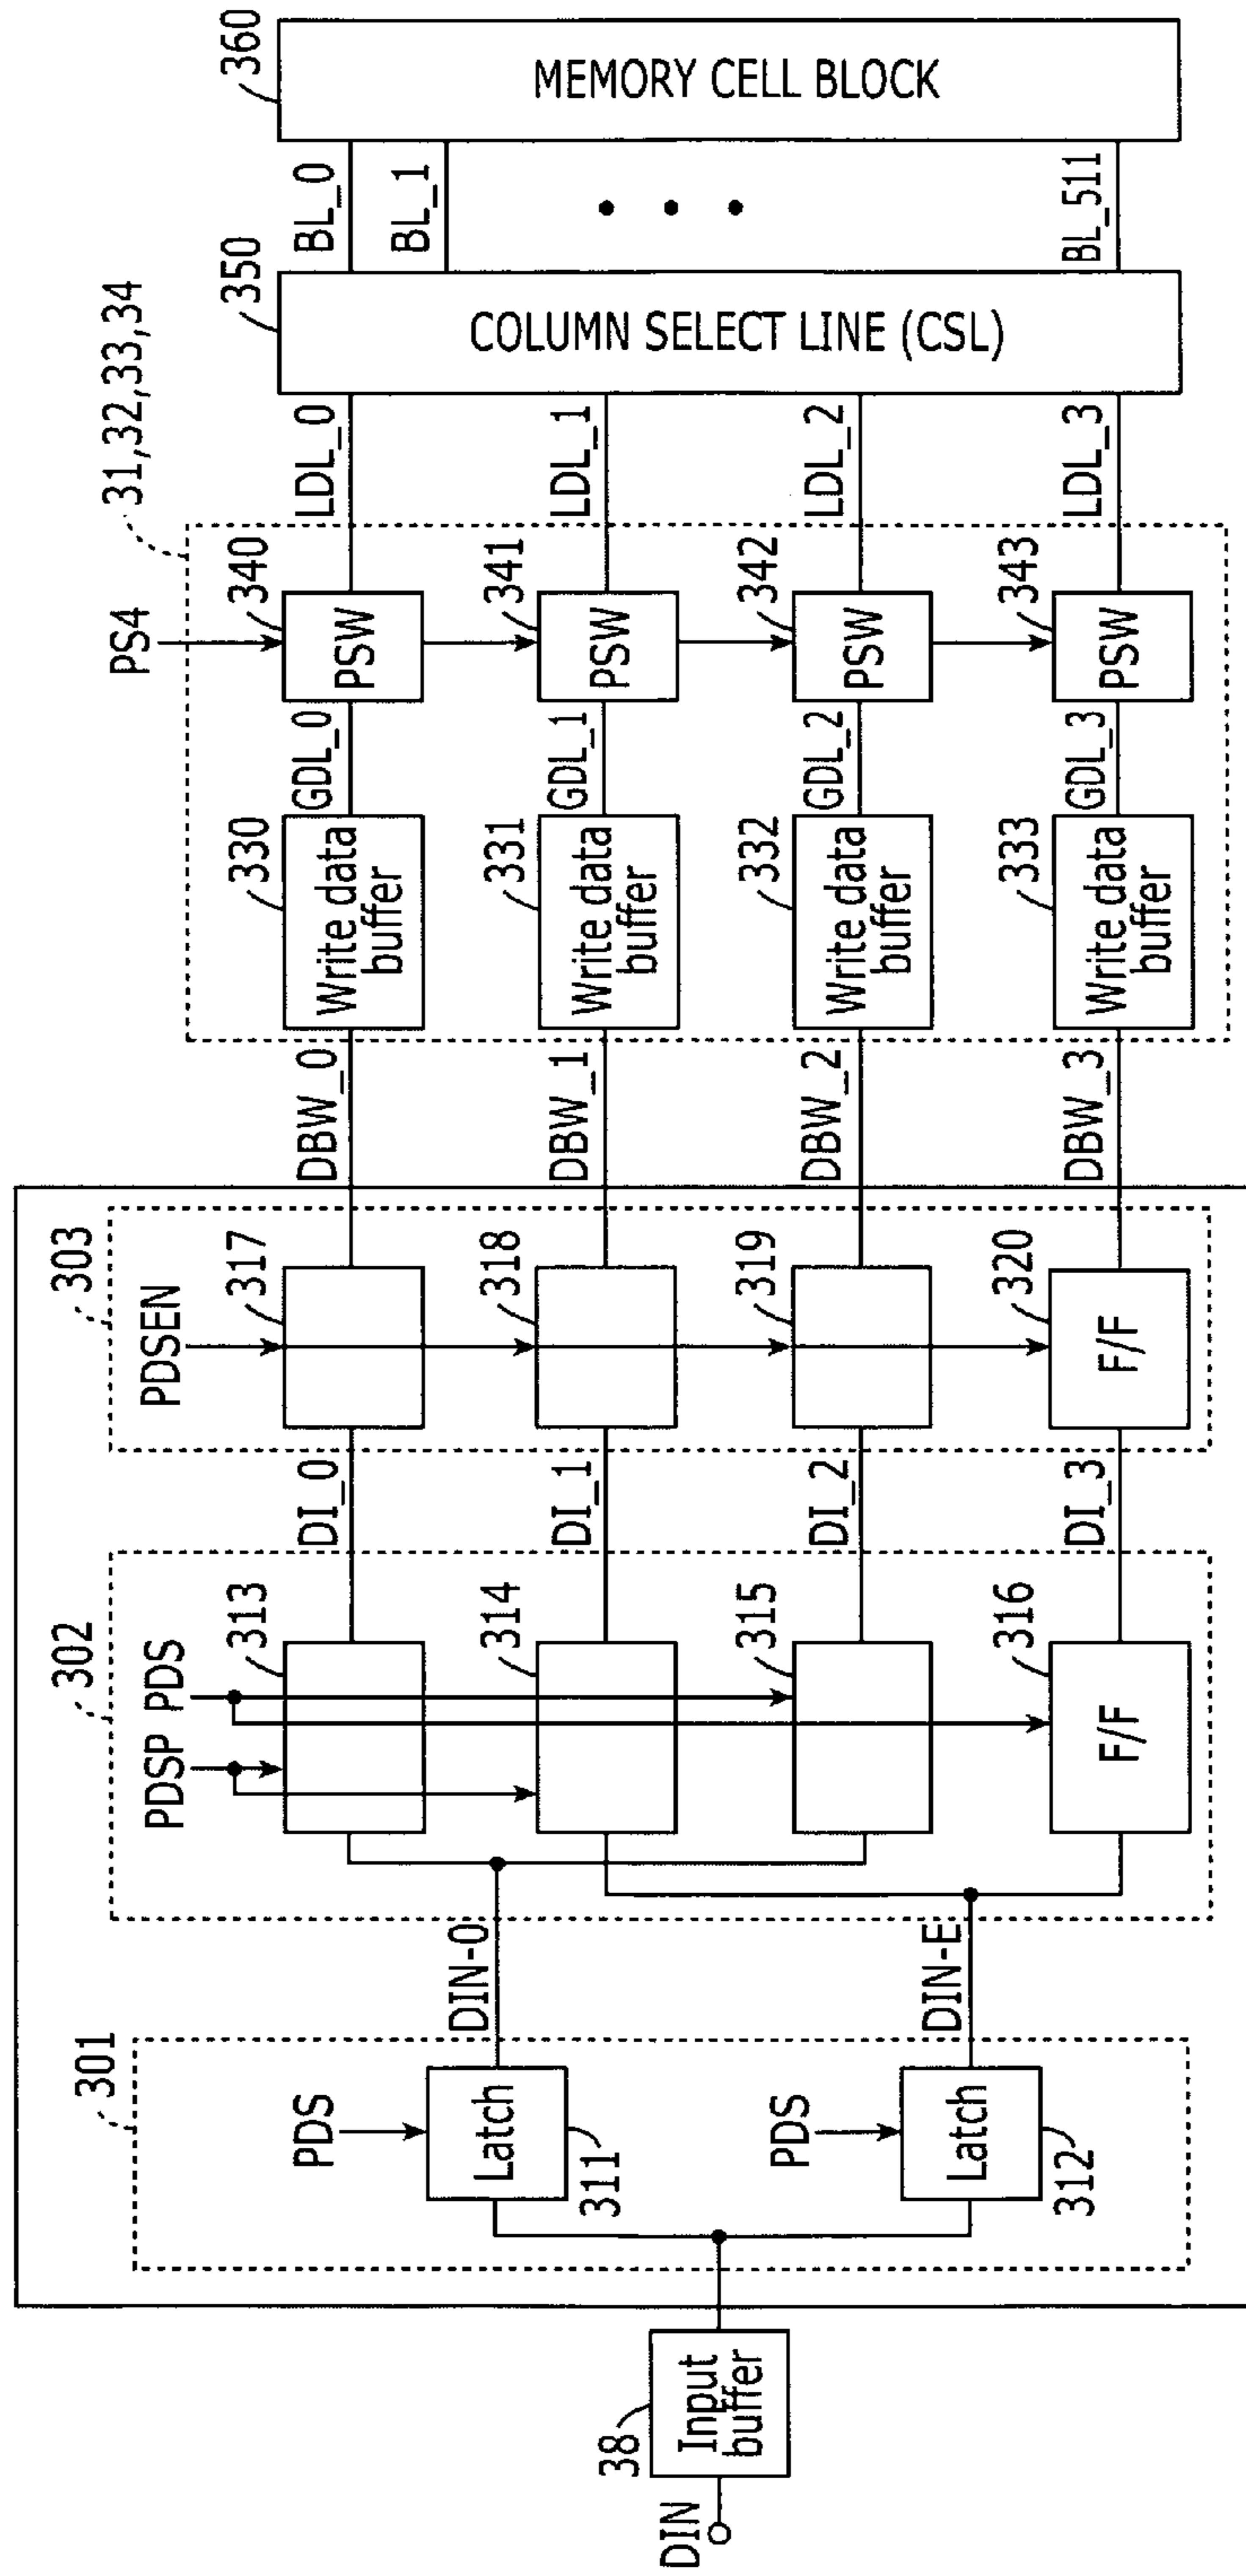 DIN
38
Input
buffer
301
PDS
Latch
311
PDS
Latch
312
DIN-O
DIN-E
302
PDSP
PDS
313
314
315
316
F/F
DI_0
DI_1
DI_2
DI_3
303
PDSEN
317
318
319
320
F/F
DBW_0
DBW_1
DBW_2
DBW_3
31,32,33,34
330
Write data
buffer
331
Write data
buffer
332
Write data
buffer
333
Write data
buffer
GDL_0
GDL_1
GDL_2
GDL_3
PS4
340
PSW
341
PSW
342
PSW
343
PSW
LDL_0
LDL_1
LDL_2
LDL_3
350
COLUMN SELECT LINE (CSL)
BL_0
BL_1
BL_511
360
MEMORY CELL BLOCK